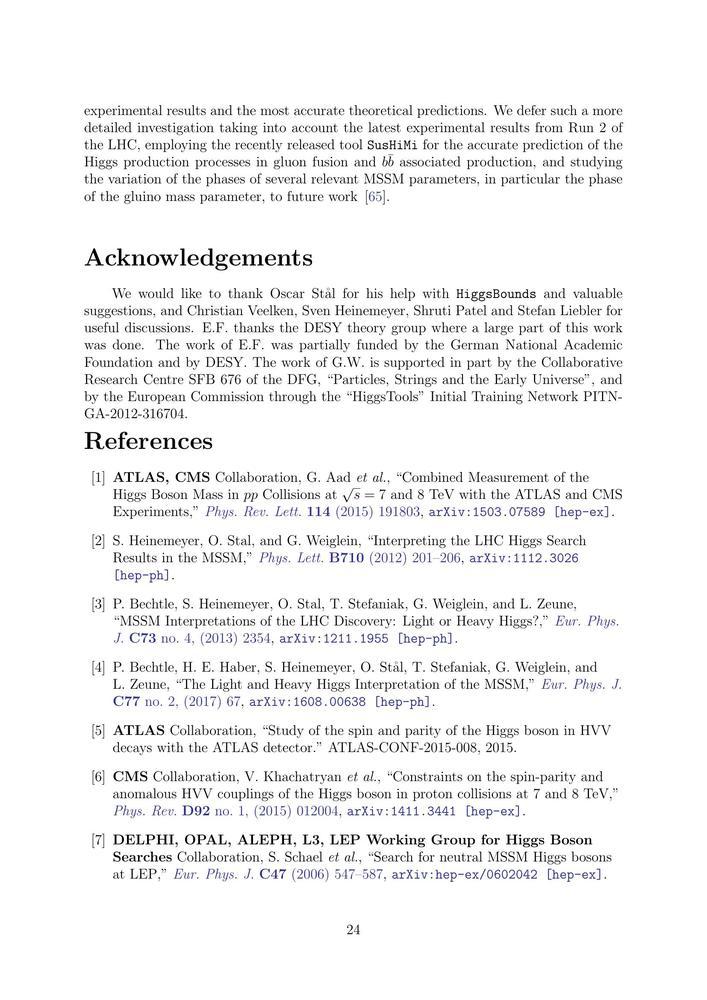 experimental results and the most accurate theoretical predictions. We defer such a more
detailed investigation taking into account the latest experimental results from Run 2 of
the LHC, employing the recently released tool SusHiMi for the accurate prediction of the
Higgs production processes in gluon fusion and bb̄ associated production, and studying
the variation of the phases of several relevant MSSM parameters, in particular the phase
of the gluino mass parameter, to future work [65].
Acknowledgements
We would like to thank Oscar Stål for his help with HiggsBounds and valuable
suggestions, and Christian Veelken, Sven Heinemeyer, Shruti Patel and Stefan Liebler for
useful discussions. E.F. thanks the DESY theory group where a large part of this work
was done. The work of E.F. was partially funded by the German National Academic
Foundation and by DESY. The work of G.W. is supported in part by the Collaborative
Research Centre SFB 676 of the DFG, “Particles, Strings and the Early Universe”, and
by the European Commission through the “HiggsTools” Initial Training Network PITN-
GA-2012-316704.
References
[1] ATLAS, CMS Collaboration, G. Aad et al., “Combined Measurement of the
Higgs Boson Mass in pp Collisions at √s = 7 and 8 TeV with the ATLAS and CMS
Experiments,” Phys. Rev. Lett. 114 (2015) 191803, arXiv:1503.07589 [hep-ex].
[2] S. Heinemeyer, O. Stal, and G. Weiglein, “Interpreting the LHC Higgs Search
Results in the MSSM,” Phys. Lett. B710 (2012) 201–206, arXiv:1112.3026
[hep-ph].
[3] P. Bechtle, S. Heinemeyer, O. Stal, T. Stefaniak, G. Weiglein, and L. Zeune,
“MSSM Interpretations of the LHC Discovery: Light or Heavy Higgs?,” Eur. Phys.
J. C73 no. 4, (2013) 2354, arXiv:1211.1955 [hep-ph].
[4] P. Bechtle, H. E. Haber, S. Heinemeyer, O. Stål, T. Stefaniak, G. Weiglein, and
L. Zeune, “The Light and Heavy Higgs Interpretation of the MSSM,” Eur. Phys. J.
C77 no. 2, (2017) 67, arXiv:1608.00638 [hep-ph].
[5] ATLAS Collaboration, “Study of the spin and parity of the Higgs boson in HVV
decays with the ATLAS detector.” ATLAS-CONF-2015-008, 2015.
[6] CMS Collaboration, V. Khachatryan et al., “Constraints on the spin-parity and
anomalous HVV couplings of the Higgs boson in proton collisions at 7 and 8 TeV,”
Phys. Rev. D92 no. 1, (2015) 012004, arXiv:1411.3441 [hep-ex].
[7] DELPHI, OPAL, ALEPH, L3, LEP Working Group for Higgs Boson
Searches Collaboration, S. Schael et al., “Search for neutral MSSM Higgs bosons
at LEP,” Eur. Phys. J. C47 (2006) 547–587, arXiv:hep-ex/0602042 [hep-ex].
24